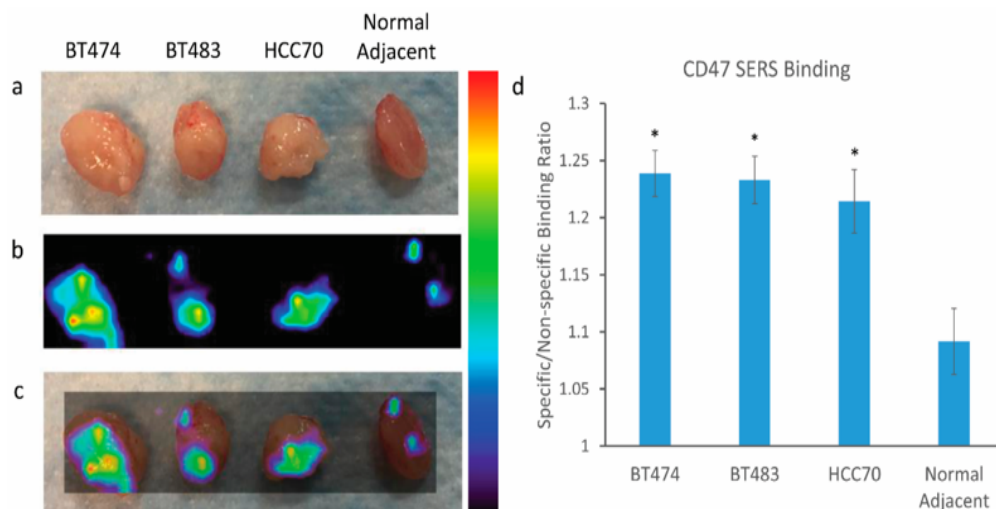 BT474 BT483 HCC70 Normal Adjacent
a
b
c
d
CD47 SERS Binding
Specific/Non-specific Binding Ratio
1.3
1.25
1.2
1.15
1.1
1.05
1
* * *
BT474 BT483 HCC70 Normal
Adjacent